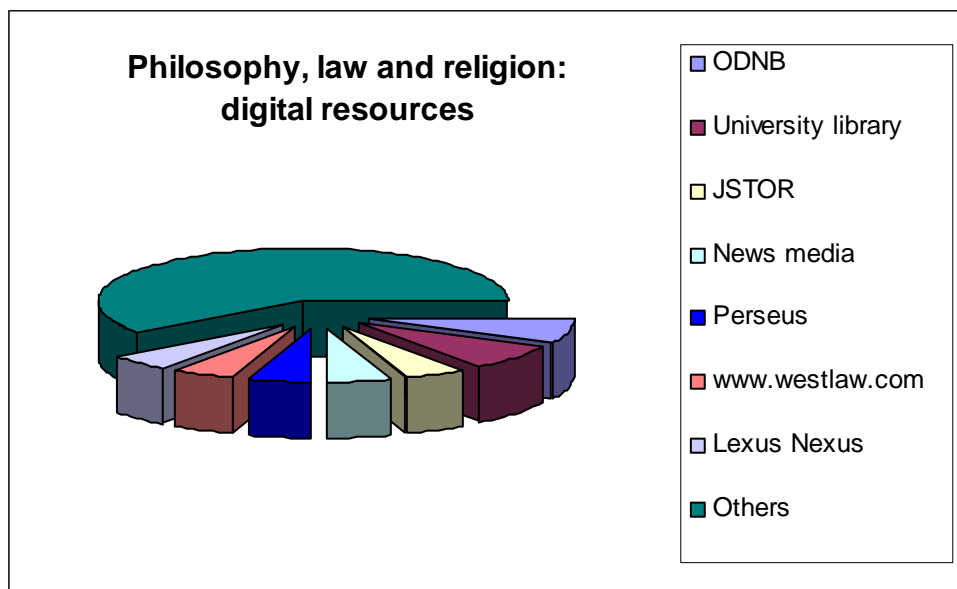 Philosophy, law and religion:
digital resources
ODNB
University library
JSTOR
News media
Perseus
www.westlaw.com
Lexus Nexus
Others